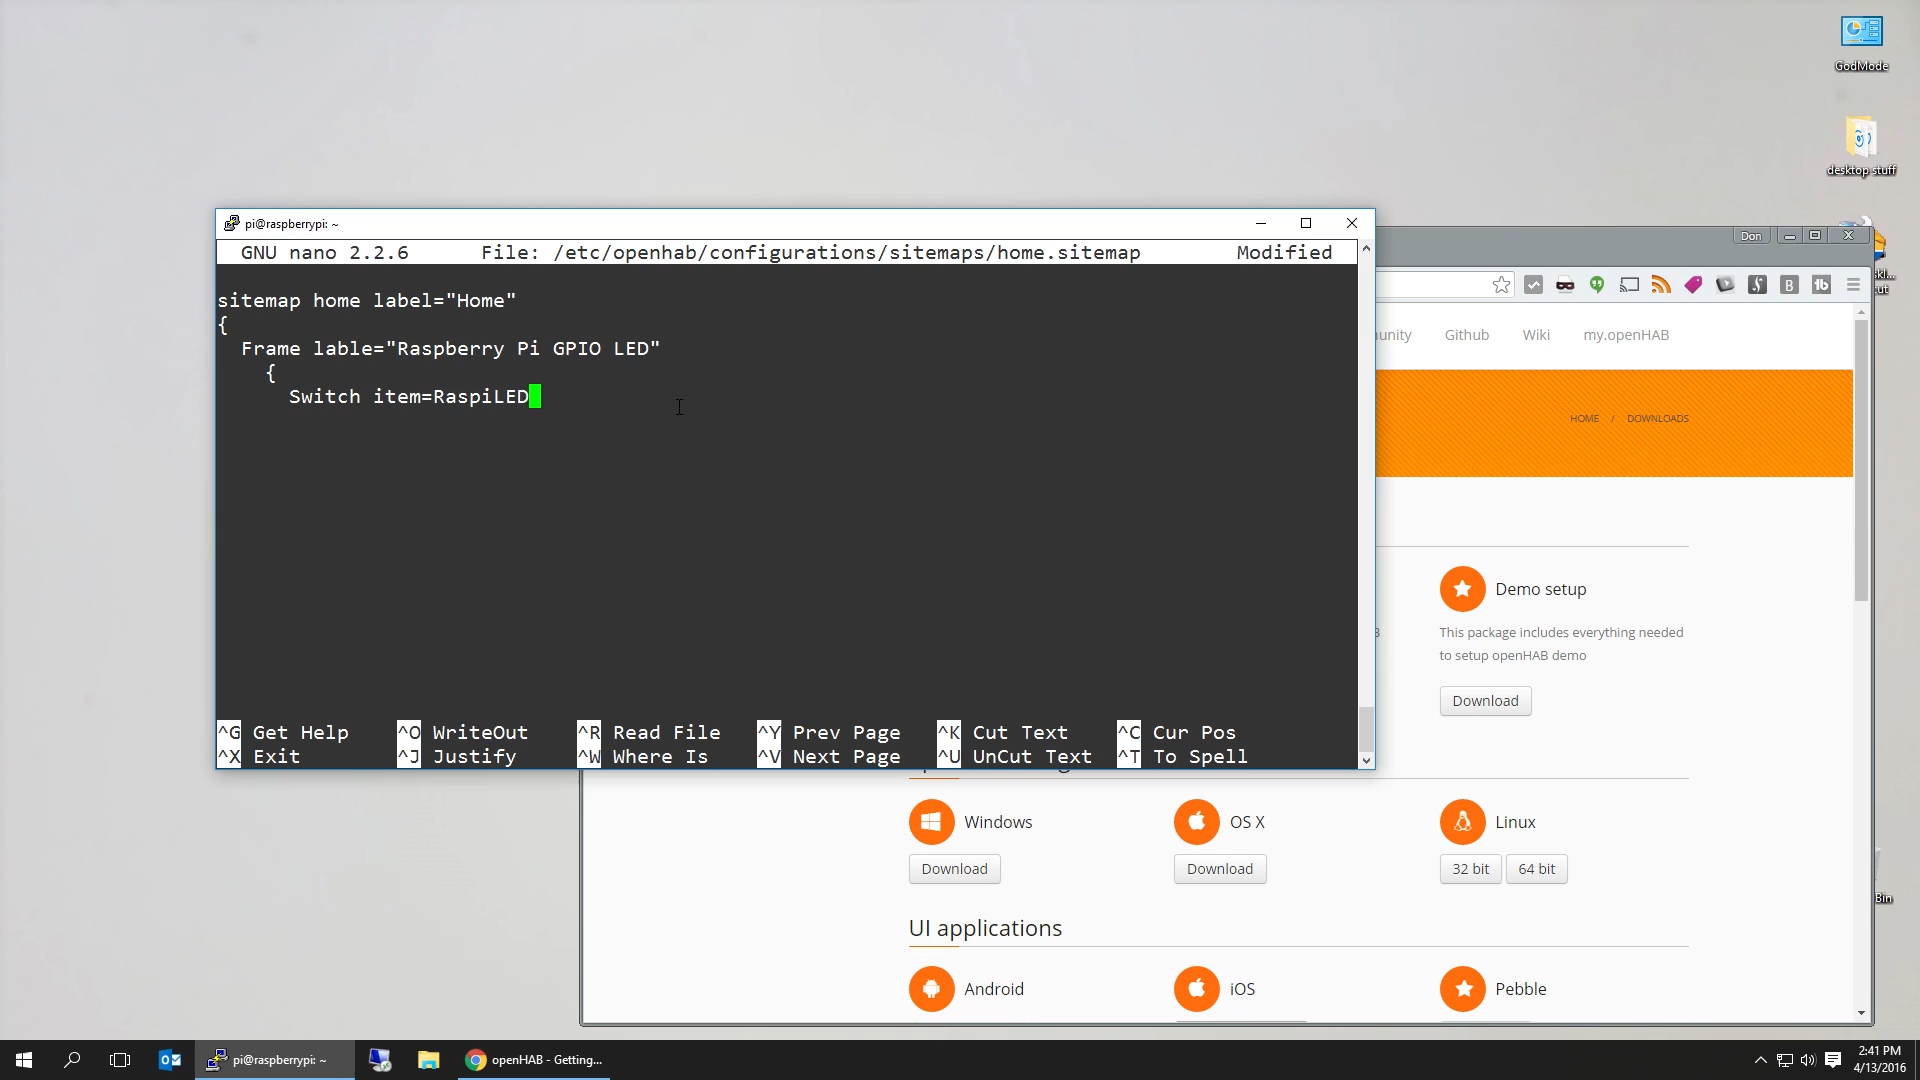 GodMode
desktop stuff
pi@raspberrypi: ~
GNU nano 2.2.6 File: /etc/openhab/configurations/sitemaps/home.sitemap Modified
sitemap home label="Home"
{
Frame lable="Raspberry Pi GPIO LED"
{
Switch item=RaspiLED
^G Get Help ^O WriteOut ^R Read File ^Y Prev Page ^K Cut Text ^C Cur Pos
^X Exit ^J Justify ^W Where Is ^V Next Page ^U UnCut Text ^T To Spell
Don
Github Wiki my.openHAB
HOME / DOWNLOADS
Demo setup
This package includes everything needed
to setup openHAB demo
Download
Windows OS X Linux
Download Download 32 bit 64 bit
UI applications
Android iOS Pebble
Bin
pi@raspberrypi: ~
openHAB - Getting...
2:41 PM
4/13/2016